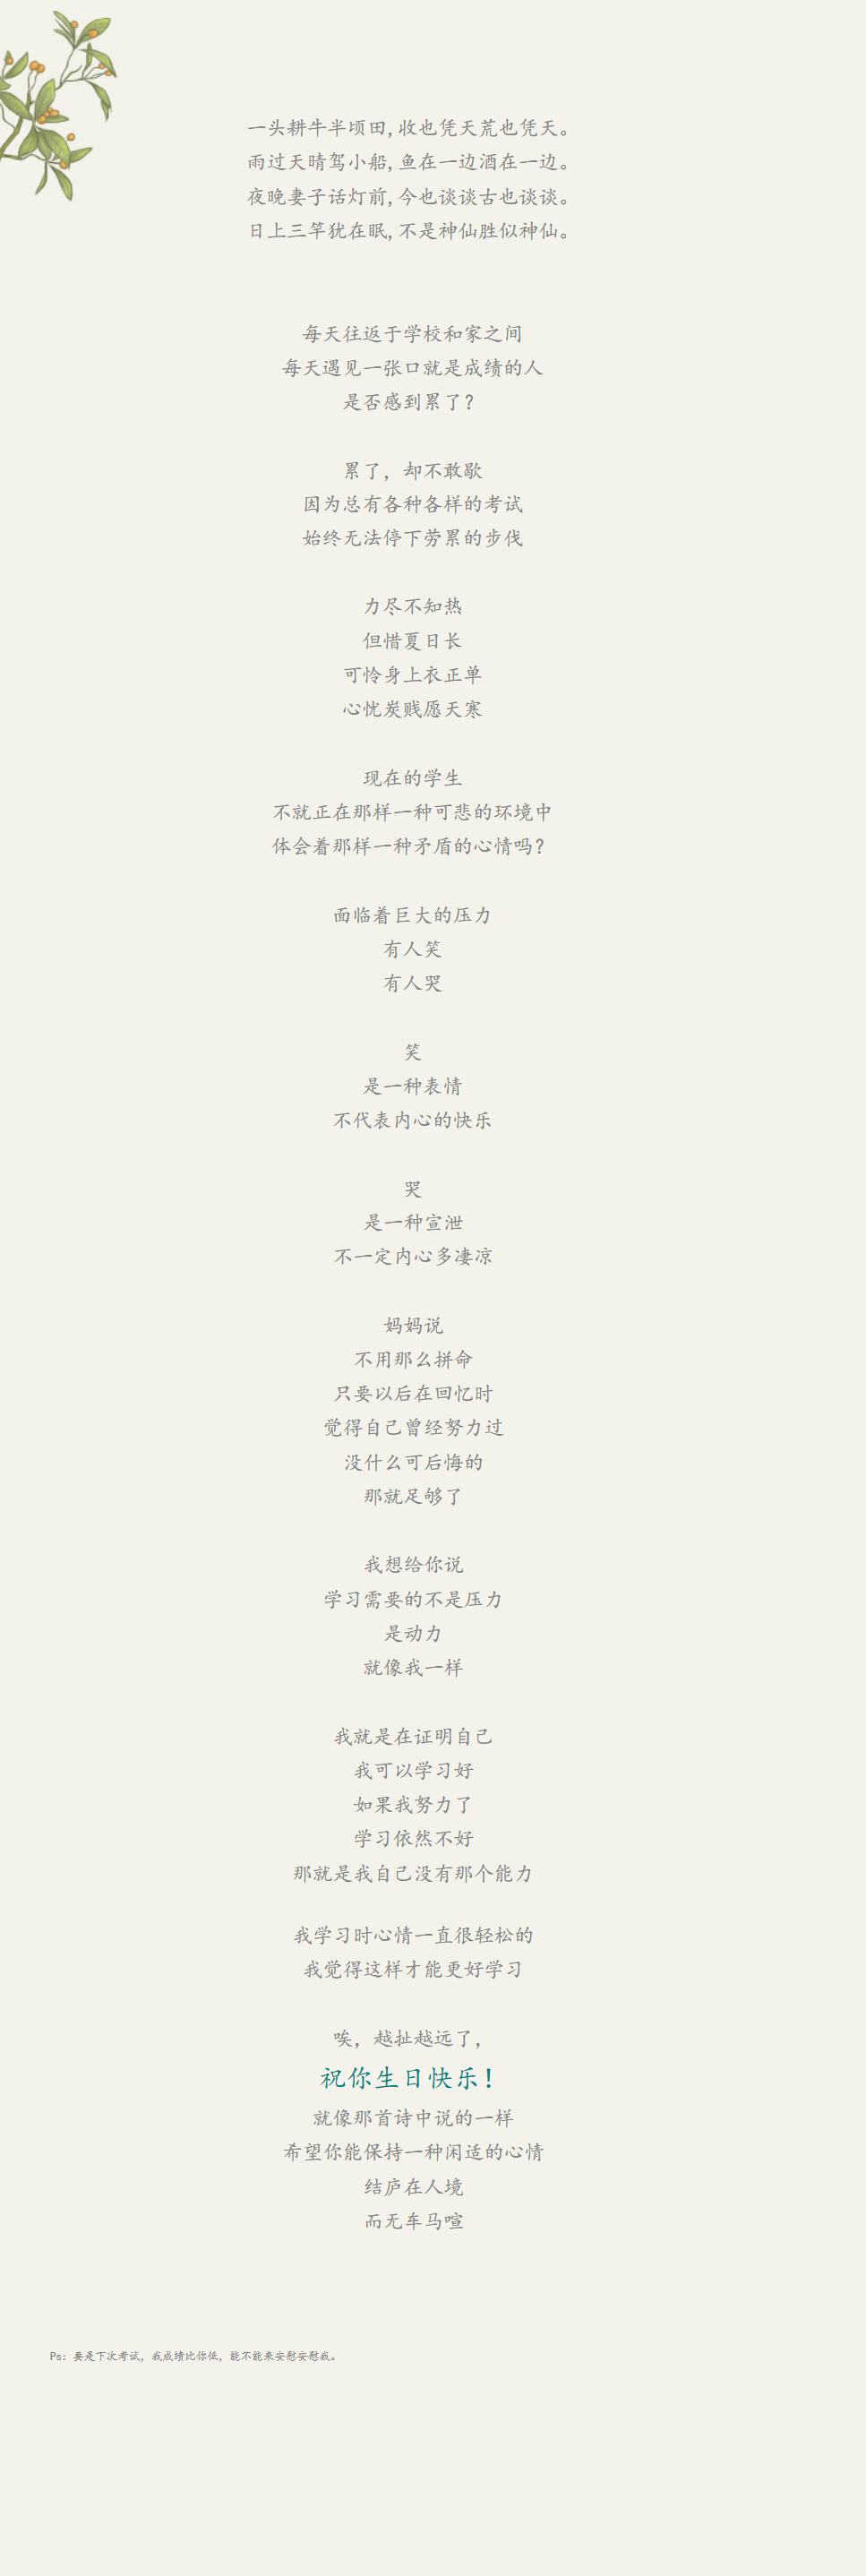 一头耕牛半顷田,收也凭天荒也凭天。
雨过天晴驾小船,鱼在一边酒在一边。
夜晚妻子话灯前,今也谈谈古也谈谈。
日上三竿犹在眠,不是神仙胜似神仙。
每天往返于学校和家之间
每天遇见一张口就是成绩的人
是否感到累了？
累了，却不敢歇
因为总有各种各样的考试
始终无法停下劳累的步伐
力尽不知热
但惜夏日长
可怜身上衣正单
心忧炭贱愿天寒
现在的学生
不就正在那样一种可悲的环境中
体会着那样一种矛盾的心情吗？
面临着巨大的压力
有人笑
有人哭
笑
是一种表情
不代表内心的快乐
哭
是一种宣泄
不一定内心多凄凉
妈妈说
不用那么拼命
只要以后在回忆时
觉得自己曾经努力过
没什么可后悔的
那就足够了
我想给你说
学习需要的不是压力
是动力
就像我一样
我就是在证明自己
我可以学习好
如果我努力了
学习依然不好
那就是我自己没有那个能力
我学习时心情一直很轻松的
我觉得这样才能更好学习
唉，越扯越远了，
祝你生日快乐！
就像那首诗中说的一样
希望你能保持一种闲适的心情
结庐在人境
而无车马喧
Ps：要是下次考试，我成绩比你低，能不能来安慰安慰我。